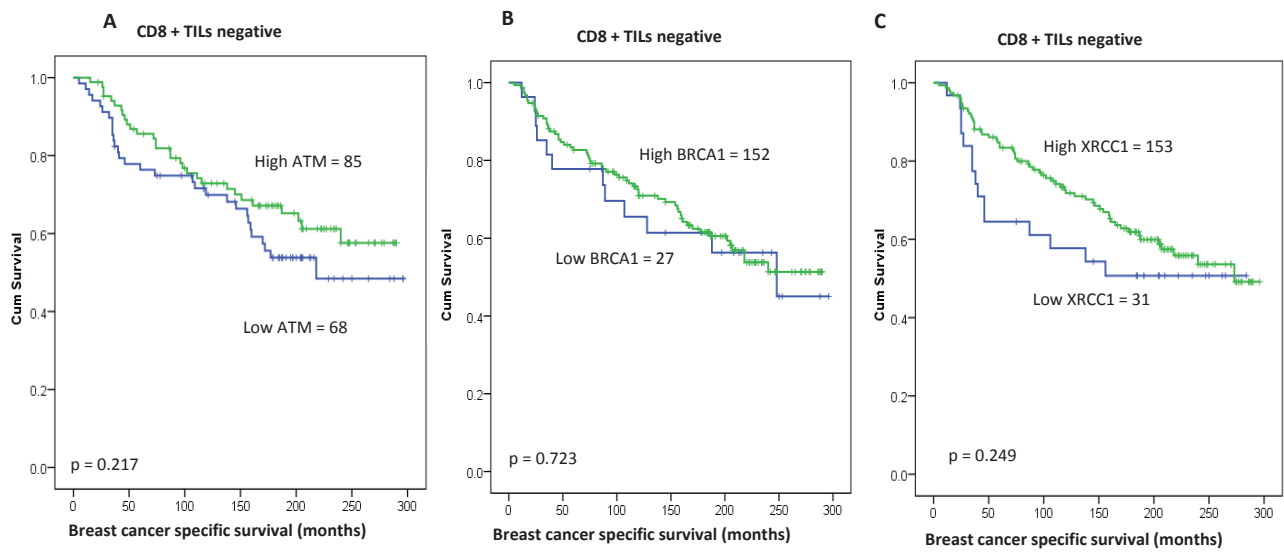 A
CD8 + TILs negative
1.0
0.8
0.6
0.4
0.2
0.0
Cum Survival
High ATM = 85
Low ATM = 68
p = 0.217
0 50 100 150 200 250 300
Breast cancer specific survival (months)
B
CD8 + TILs negative
1.0
0.8
0.6
0.4
0.2
0.0
Cum Survival
High BRCA1 = 152
Low BRCA1 = 27
p = 0.723
0 50 100 150 200 250 300
Breast cancer specific survival (months)
C
CD8 + TILs negative
1.0
0.8
0.6
0.4
0.2
0.0
Cum Survival
High XRCC1 = 153
Low XRCC1 = 31
p = 0.249
0 50 100 150 200 250 300
Breast cancer specific survival (months)